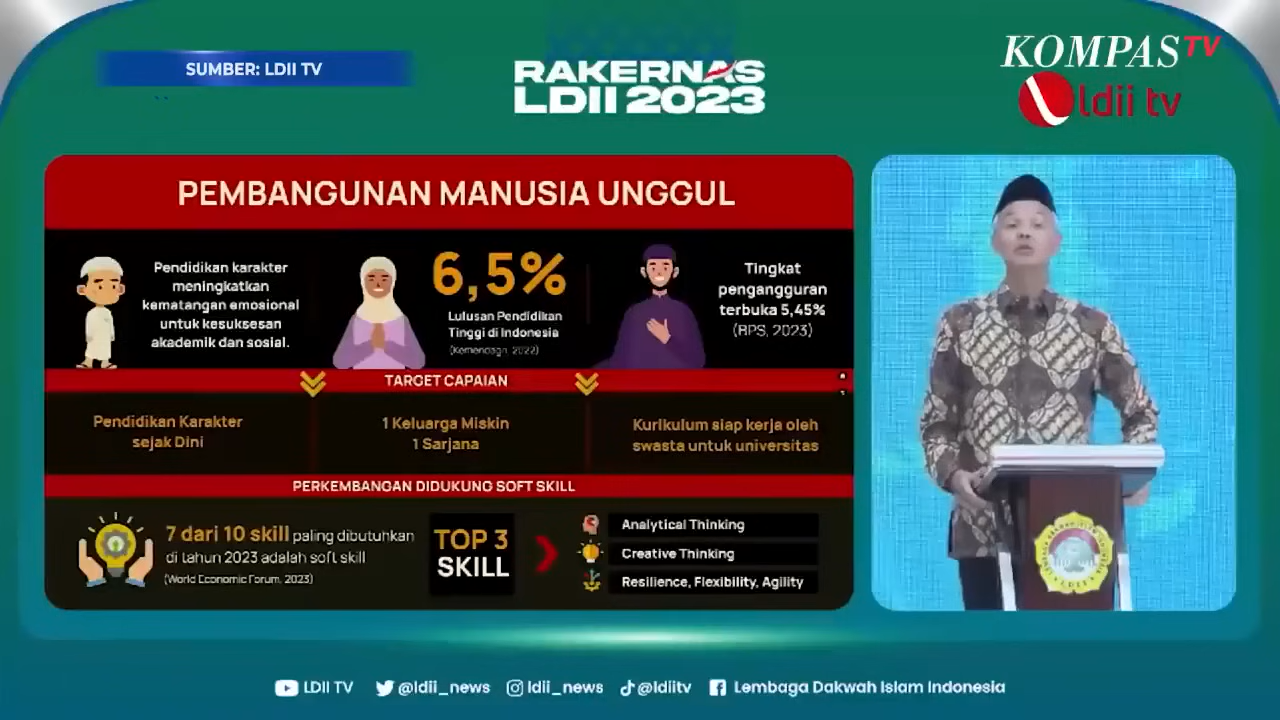 SUMBER: LDII TV
RAKERNAS
LDII 2023
KOMPAS TV
ldii tv
PEMBANGUNAN MANUSIA UNGGUL
Pendidikan karakter
meningkatkan
kematangan emosional
untuk kesuksesan
akademik dan sosial.
6,5%
Lulusan Pendidikan
Tinggi di Indonesia
(Kemendagri, 2022)
Tingkat
pengangguran
terbuka 5,45%
(BPS, 2023)
TARGET CAPAIAN
Pendidikan Karakter
sejak Dini
1 Keluarga Miskin
1 Sarjana
Kurikulum siap kerja oleh
swasta untuk universitas
PERKEMBANGAN DIDUKUNG SOFT SKILL
7 dari 10 skill paling dibutuhkan
di tahun 2023 adalah soft skill
(World Economic Forum, 2023)
TOP 3
SKILL
Analytical Thinking
Creative Thinking
Resilience, Flexibility, Agility
LDII
LDII TV @ldii_news ldii_news @ldiitv Lembaga Dakwah Islam Indonesia